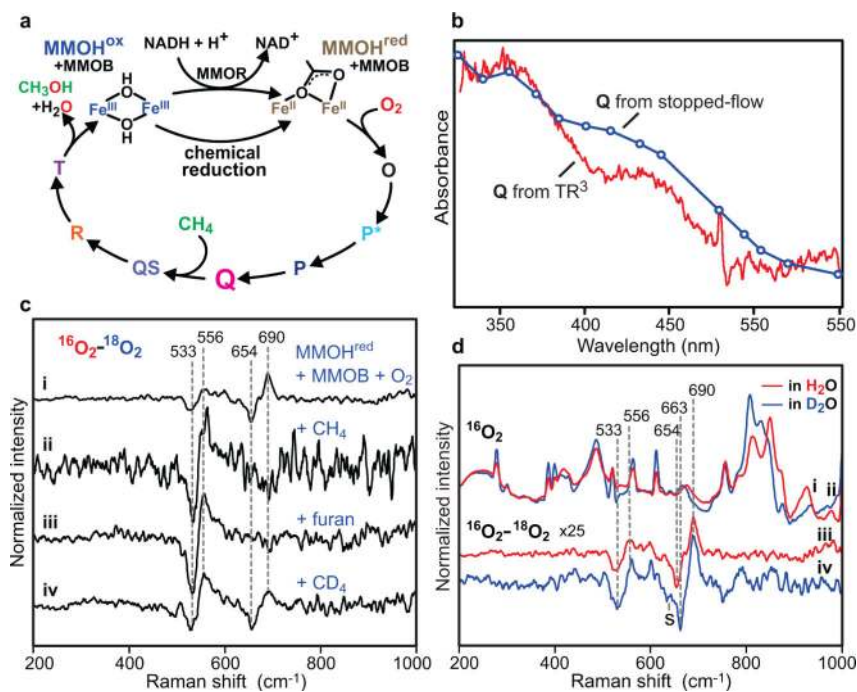 a
MMOH^ox
+MMOB
NADH + H⁺
NAD⁺
MMOR
MMOH^red
+MMOB
CH₃OH
+H₂O
H
O
Fe^III
Fe^III
O
H
O
O
Fe^II
Fe^II
O₂
chemical
reduction
T
O
R
P*
CH₄
QS
Q
P
b
Absorbance
Q from stopped-flow
Q from TR³
350
400
450
550
550
Wavelength (nm)
c
Normalized intensity
¹⁶O₂-¹⁸O₂
533
556
654
690
MMOH^red
+ MMOB + O₂
i
+ CH₄
ii
+ furan
iii
+ CD₄
iv
200
400
600
800
1000
Raman shift (cm⁻¹)
d
Normalized intensity
in H₂O
in D₂O
¹⁶O₂
533
556
654
663
690
i
ii
¹⁶O₂-¹⁸O₂ x25
iii
iv
s
200
400
600
800
1000
Raman shift (cm⁻¹)